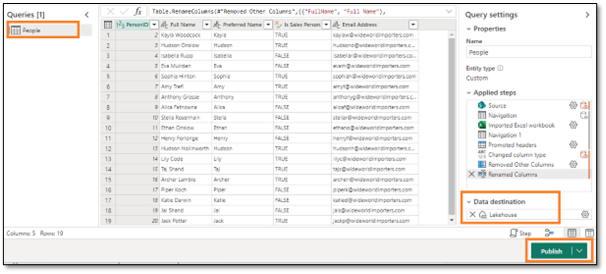 Queries [1]
People
Table.RenameColumns(#"Removed Other Columns",{{"FullName", "Full Name"},
PersonID Full Name Preferred Name Is Sales Person Email Address
1 2 Kayla Woodcock Kayla TRUE kaylaw@wideworldimporters.com
2 3 Hudson Onslow Hudson TRUE hudsono@wideworldimporters.com
3 4 Isabella Rupp Isabella FALSE isabellar@wideworldimporters.com
4 5 Eva Muirden Eva FALSE evam@wideworldimporters.com
5 6 Sophia Hinton Sophia TRUE sophiah@wideworldimporters.com
6 7 Amy Trefl Amy TRUE amyt@wideworldimporters.com
7 8 Anthony Grosse Anthony TRUE anthonyg@wideworldimporters.com
8 9 Alica Fatnowna Alica FALSE alicaf@wideworldimporters.com
9 10 Stella Rosenhain Stella FALSE stellar@wideworldimporters.com
10 11 Ethan Onslow Ethan FALSE ethano@wideworldimporters.com
11 12 Henry Forlonge Henry FALSE henryf@wideworldimporters.com
12 13 Hudson Hollinworth Hudson TRUE hudsonh@wideworldimporters.com
13 14 Lily Code Lily TRUE lilyc@wideworldimporters.com
14 15 Taj Shand Taj TRUE tajs@wideworldimporters.com
15 16 Archer Lamble Archer TRUE archerl@wideworldimporters.com
16 17 Piper Koch Piper FALSE piperk@wideworldimporters.com
17 18 Katie Darwin Katie FALSE katied@wideworldimporters.com
18 19 Jai Shand Jai FALSE jais@wideworldimporters.com
19 20 Jack Potter Jack TRUE jackp@wideworldimporters.com
Query settings
Properties
Name
People
Entity type
Custom
Applied steps
Source
Navigation
Imported Excel workbook
Navigation 1
Promoted headers
Changed column type
Removed Other Columns
Renamed Columns
Data destination
Lakehouse
Columns: 5 Rows: 19
Step
Publish